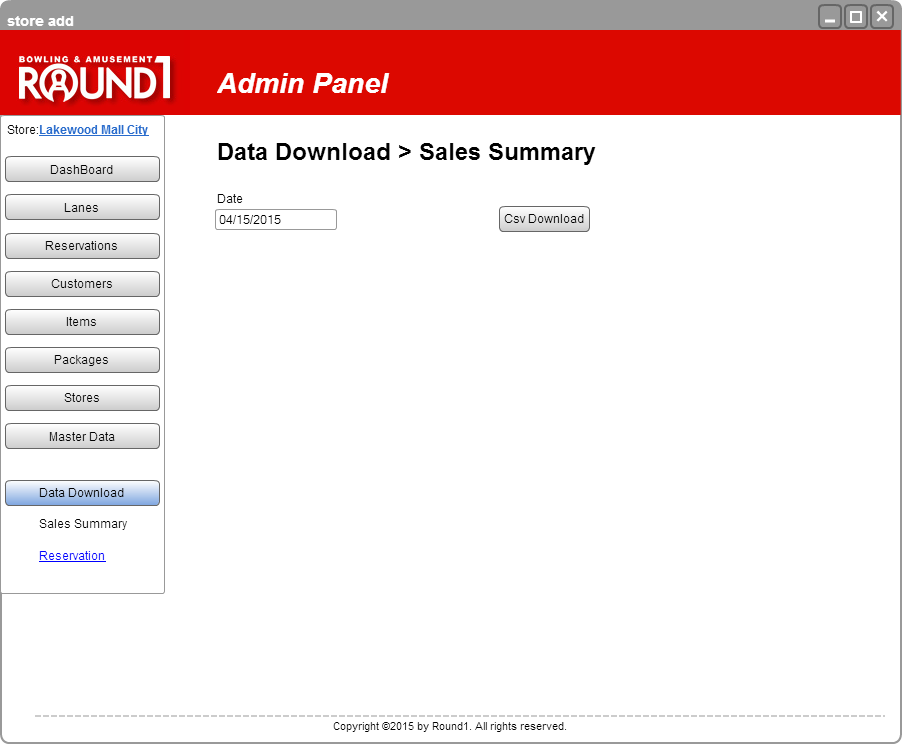 store add
BOWLING & AMUSEMENT
ROUND1
Admin Panel
Store:Lakewood Mall City
DashBoard
Lanes
Reservations
Customers
Items
Packages
Stores
Master Data
Data Download
Sales Summary
Reservation
Data Download > Sales Summary
Date
04/15/2015
Csv Download
Copyright ©2015 by Round1. All rights reserved.